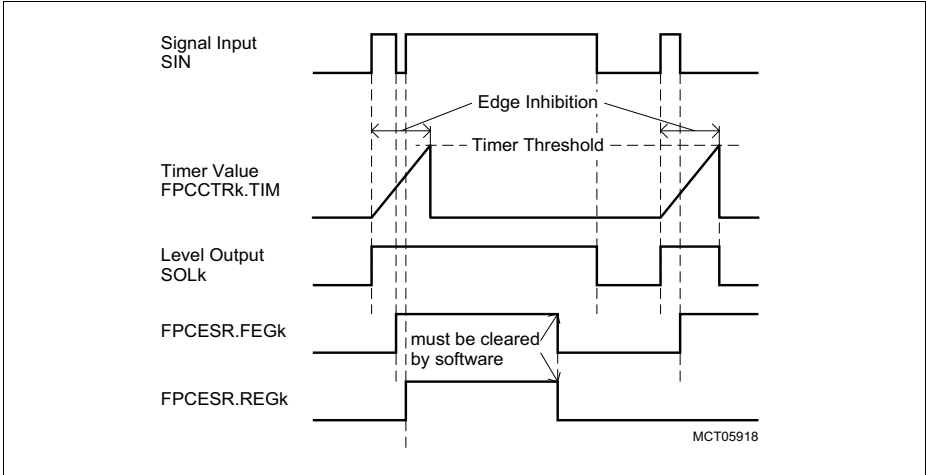 Signal Input
SIN
Edge Inhibition
Timer Threshold
Timer Value
FPCCTRk.TIM
Level Output
SOLk
FPCESR.FEGk
must be cleared
by software
FPCESR.REGk
MCT05918